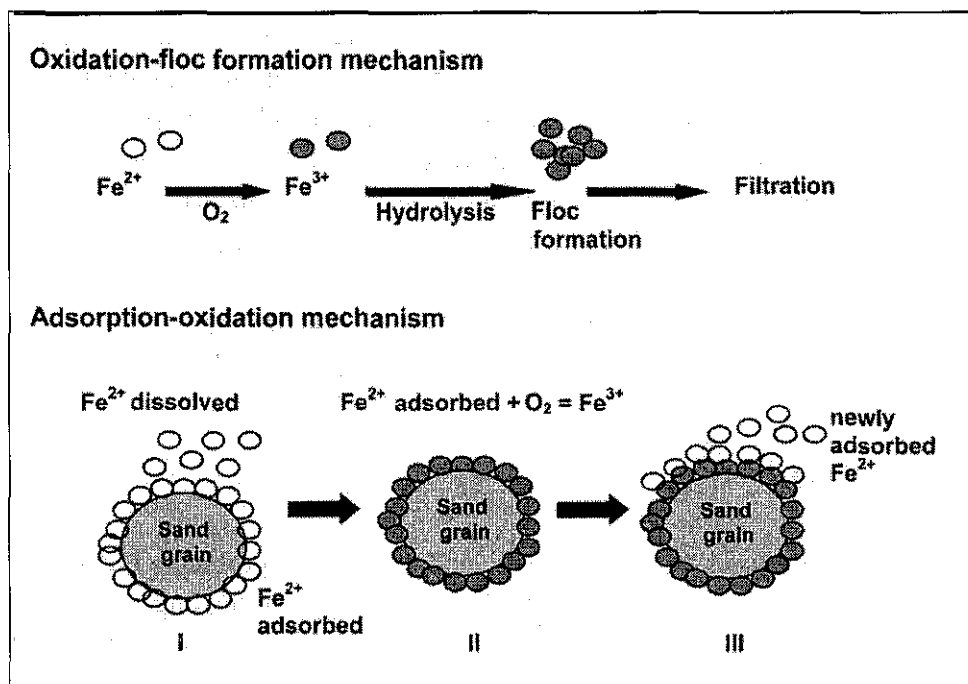 Oxidation-floc formation mechanism
Fe²⁺
O₂
Fe³⁺
Hydrolysis
Floc
formation
Filtration
Adsorption-oxidation mechanism
Fe²⁺ dissolved
Fe²⁺ adsorbed + O₂ = Fe³⁺
newly
adsorbed
Fe²⁺
Sand
grain
Sand
grain
Sand
grain
Fe²⁺
adsorbed
I
II
III